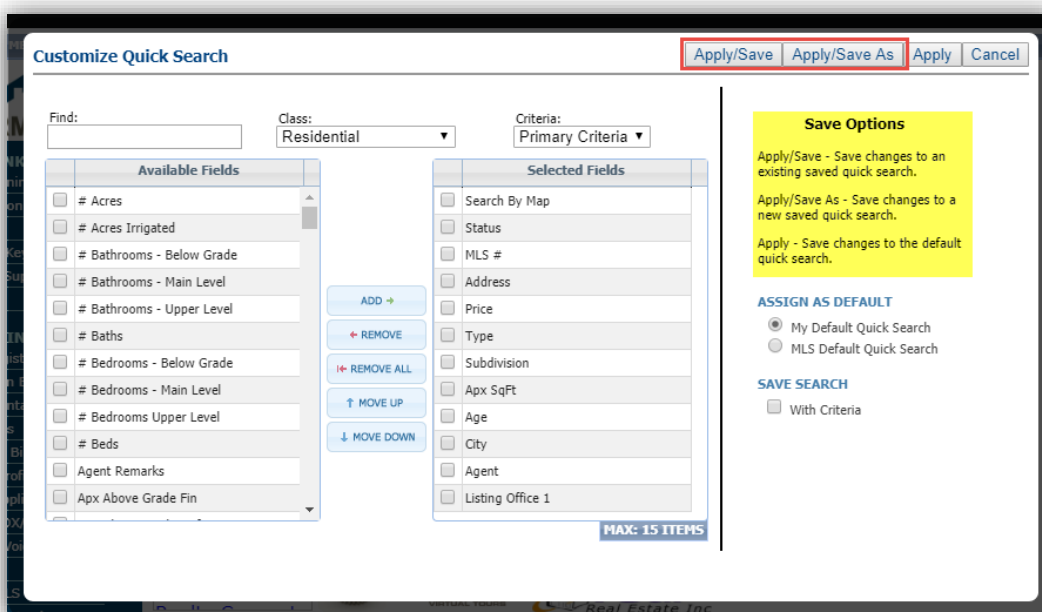 Customize Quick Search
Apply/Save
Apply/Save As
Apply
Cancel
Find:
Class:
Residential
Criteria:
Primary Criteria
Available Fields
# Acres
# Acres Irrigated
# Bathrooms - Below Grade
# Bathrooms - Main Level
# Bathrooms - Upper Level
# Baths
# Bedrooms - Below Grade
# Bedrooms - Main Level
# Bedrooms Upper Level
# Beds
Agent Remarks
Apx Above Grade Fin
ADD
REMOVE
REMOVE ALL
MOVE UP
MOVE DOWN
Selected Fields
Search By Map
Status
MLS #
Address
Price
Type
Subdivision
Apx SqFt
Age
City
Agent
Listing Office 1
MAX: 15 ITEMS
Save Options
Apply/Save - Save changes to an
existing saved quick search.
Apply/Save As - Save changes to a
new saved quick search.
Apply - Save changes to the default
quick search.
ASSIGN AS DEFAULT
My Default Quick Search
MLS Default Quick Search
SAVE SEARCH
With Criteria
VIRTUAL TOURS
Real Estate Inc